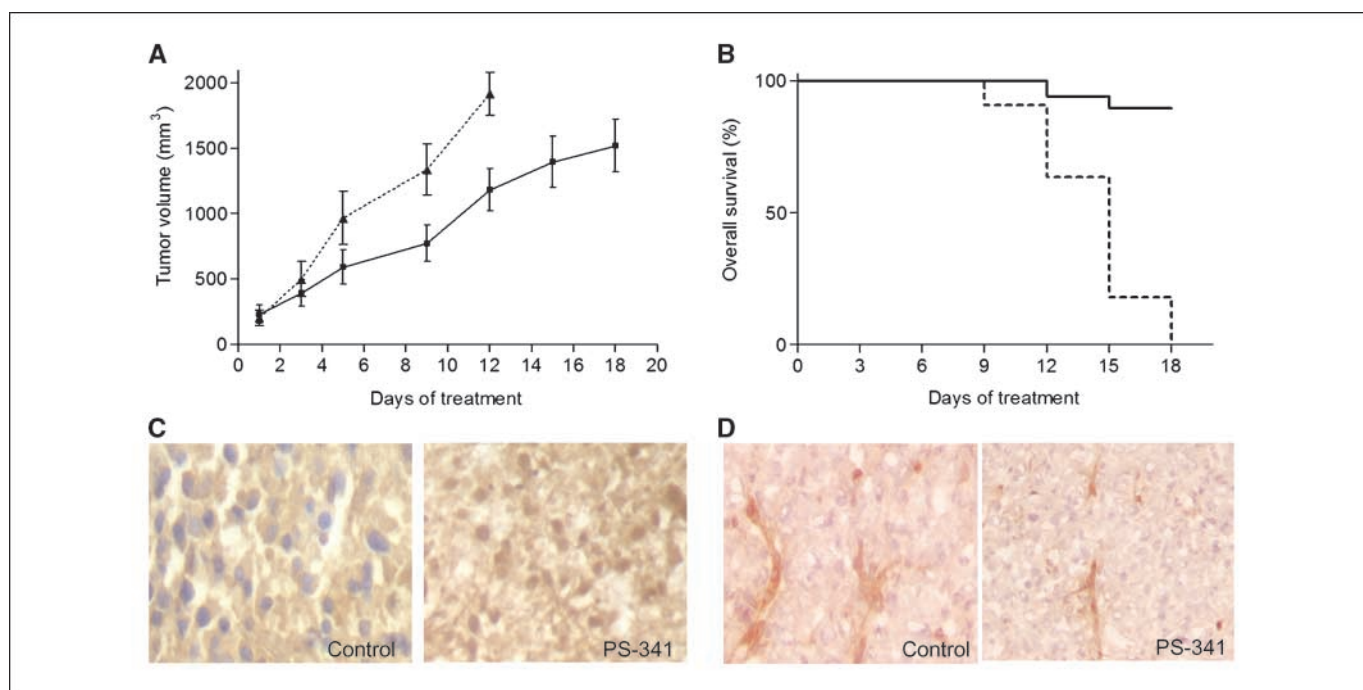 A
Tumor volume (mm³)
2000
1500
1000
500
0
0 2 4 6 8 10 12 14 16 18 20
Days of treatment
B
Overall survival (%)
100
50
0
0 3 6 9 12 15 18
Days of treatment
C
Control
PS-341
D
Control
PS-341